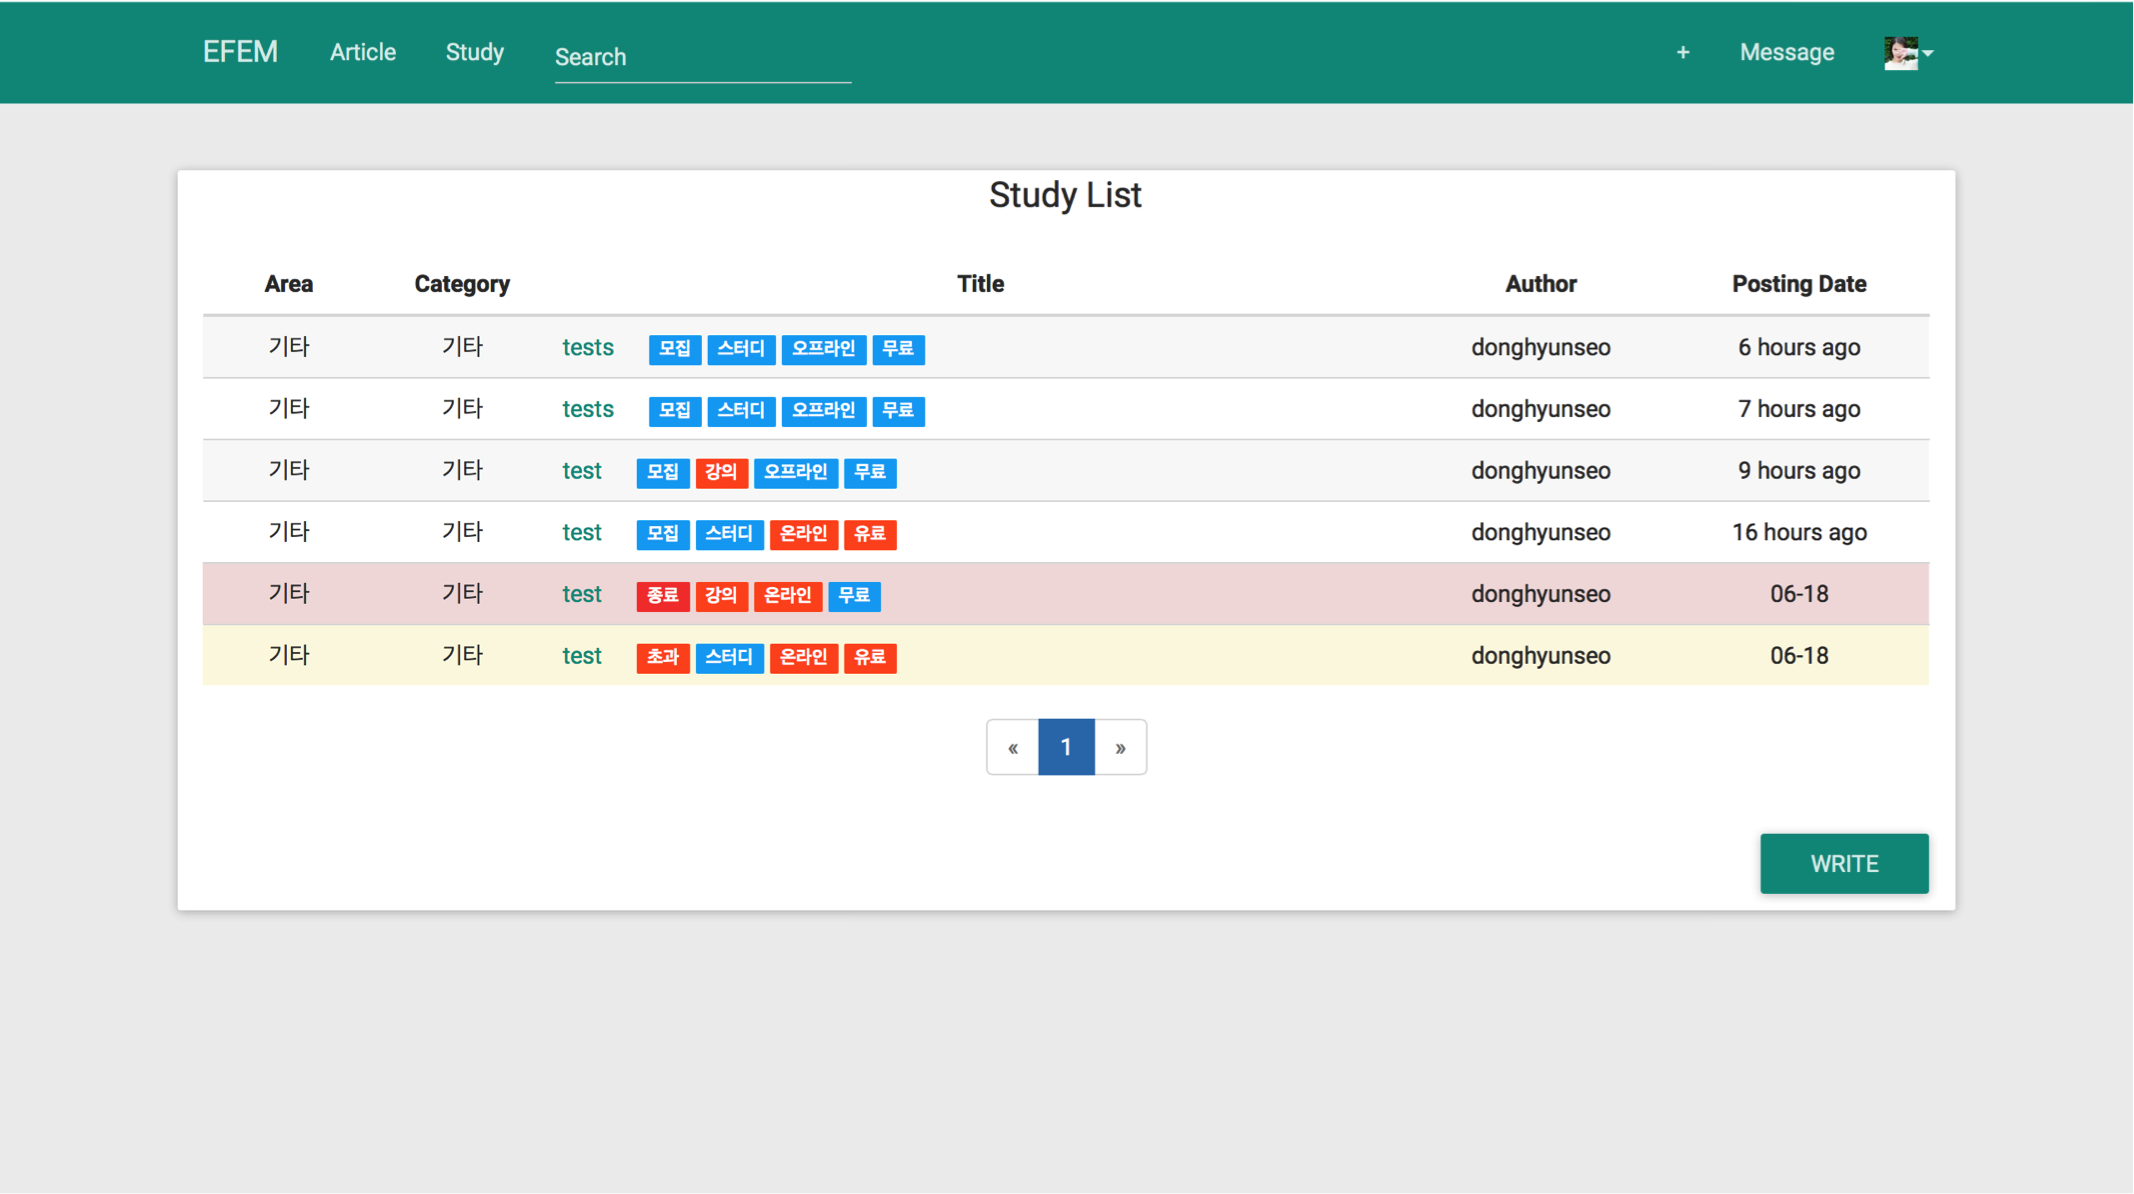 EFEM Article Study Search + Message
Study List
Area Category Title Author Posting Date
기타 기타 tests 모집 스터디 오프라인 무료 donghyunseo 6 hours ago
기타 기타 tests 모집 스터디 오프라인 무료 donghyunseo 7 hours ago
기타 기타 test 모집 강의 오프라인 무료 donghyunseo 9 hours ago
기타 기타 test 모집 스터디 온라인 유료 donghyunseo 16 hours ago
기타 기타 test 종료 강의 온라인 무료 donghyunseo 06-18
기타 기타 test 초과 스터디 온라인 유료 donghyunseo 06-18
« 1 »
WRITE